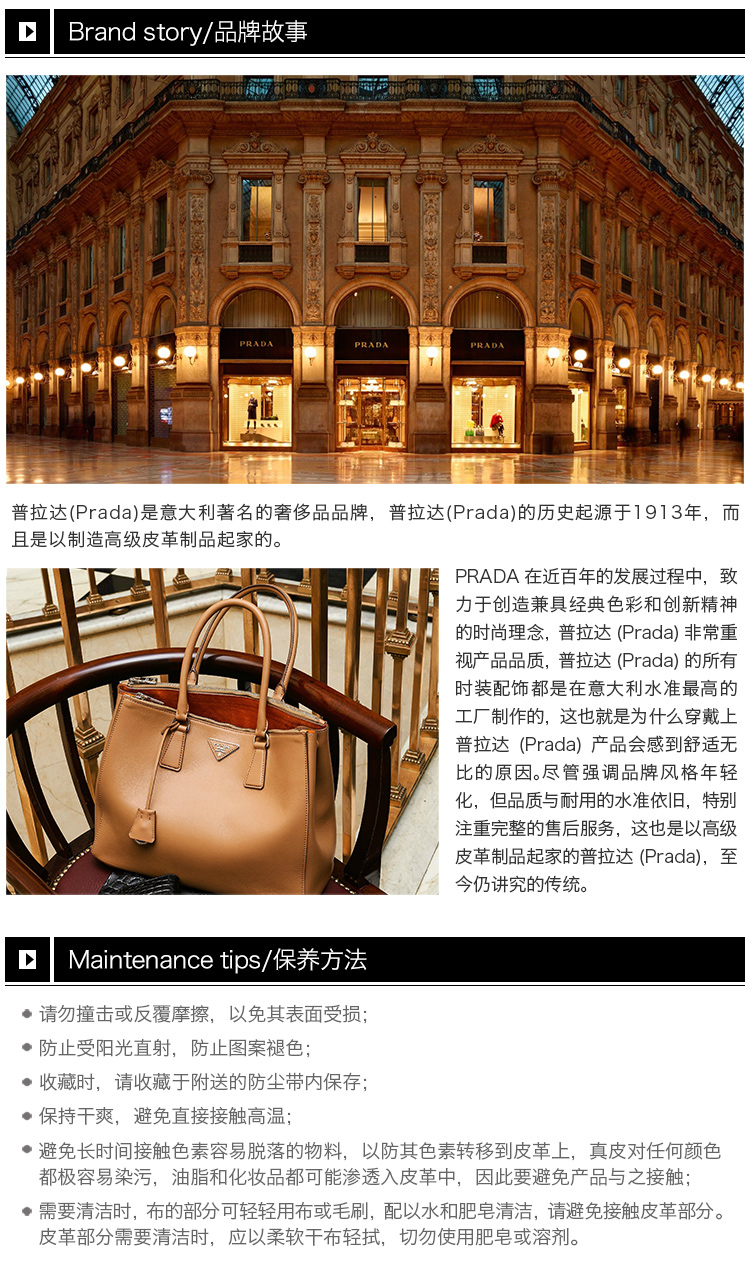 Brand story/品牌故事
PRADA PRADA PRADA
普拉达(Prada)是意大利著名的奢侈品品牌，普拉达(Prada)的历史起源于1913年，而
且是以制造高级皮革制品起家的。
PRADA 在近百年的发展过程中，致
力于创造兼具经典色彩和创新精神
的时尚理念，普拉达 (Prada) 非常重
视产品品质，普拉达 (Prada) 的所有
时装配饰都是在意大利水准最高的
工厂制作的，这也就是为什么穿戴上
普拉达 (Prada) 产品会感到舒适无
比的原因。尽管强调品牌风格年轻
化，但品质与耐用的水准依旧，特别
注重完整的售后服务，这也是以高级
皮革制品起家的普拉达 (Prada)，至
今仍讲究的传统。
Maintenance tips/保养方法
请勿撞击或反覆摩擦，以免其表面受损；
防止受阳光直射，防止图案褪色；
收藏时，请收藏于附送的防尘带内保存；
保持干爽，避免直接接触高温；
避免长时间接触色素容易脱落的物料，以防其色素转移到皮革上，真皮对任何颜色
都极容易染污，油脂和化妆品都可能渗透入皮革中，因此要避免产品与之接触；
需要清洁时，布的部分可轻轻用布或毛刷，配以水和肥皂清洁，请避免接触皮革部分。
皮革部分需要清洁时，应以柔软干布轻拭，切勿使用肥皂或溶剂。